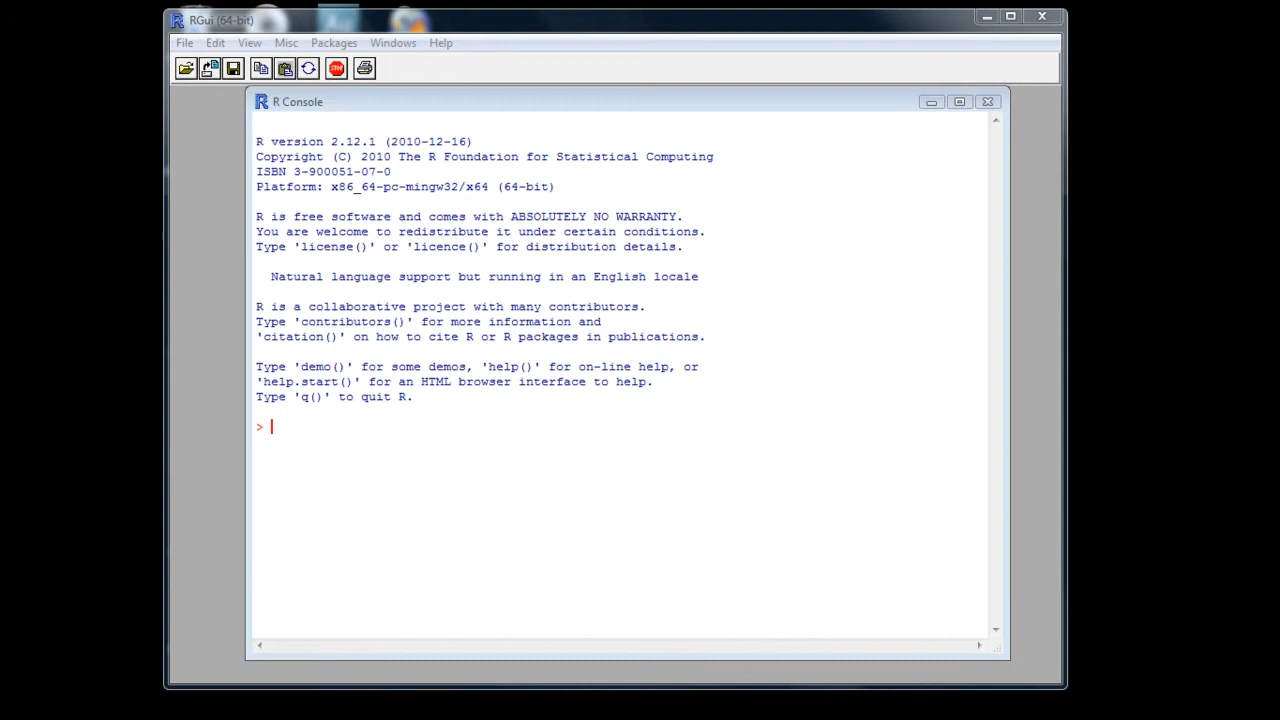 RGui (64-bit)
File Edit View Misc Packages Windows Help
STOP
R Console
R version 2.12.1 (2010-12-16)
Copyright (C) 2010 The R Foundation for Statistical Computing
ISBN 3-900051-07-0
Platform: x86_64-pc-mingw32/x64 (64-bit)
R is free software and comes with ABSOLUTELY NO WARRANTY.
You are welcome to redistribute it under certain conditions.
Type 'license()' or 'licence()' for distribution details.
Natural language support but running in an English locale
R is a collaborative project with many contributors.
Type 'contributors()' for more information and
'citation()' on how to cite R or R packages in publications.
Type 'demo()' for some demos, 'help()' for on-line help, or
'help.start()' for an HTML browser interface to help.
Type 'q()' to quit R.
>